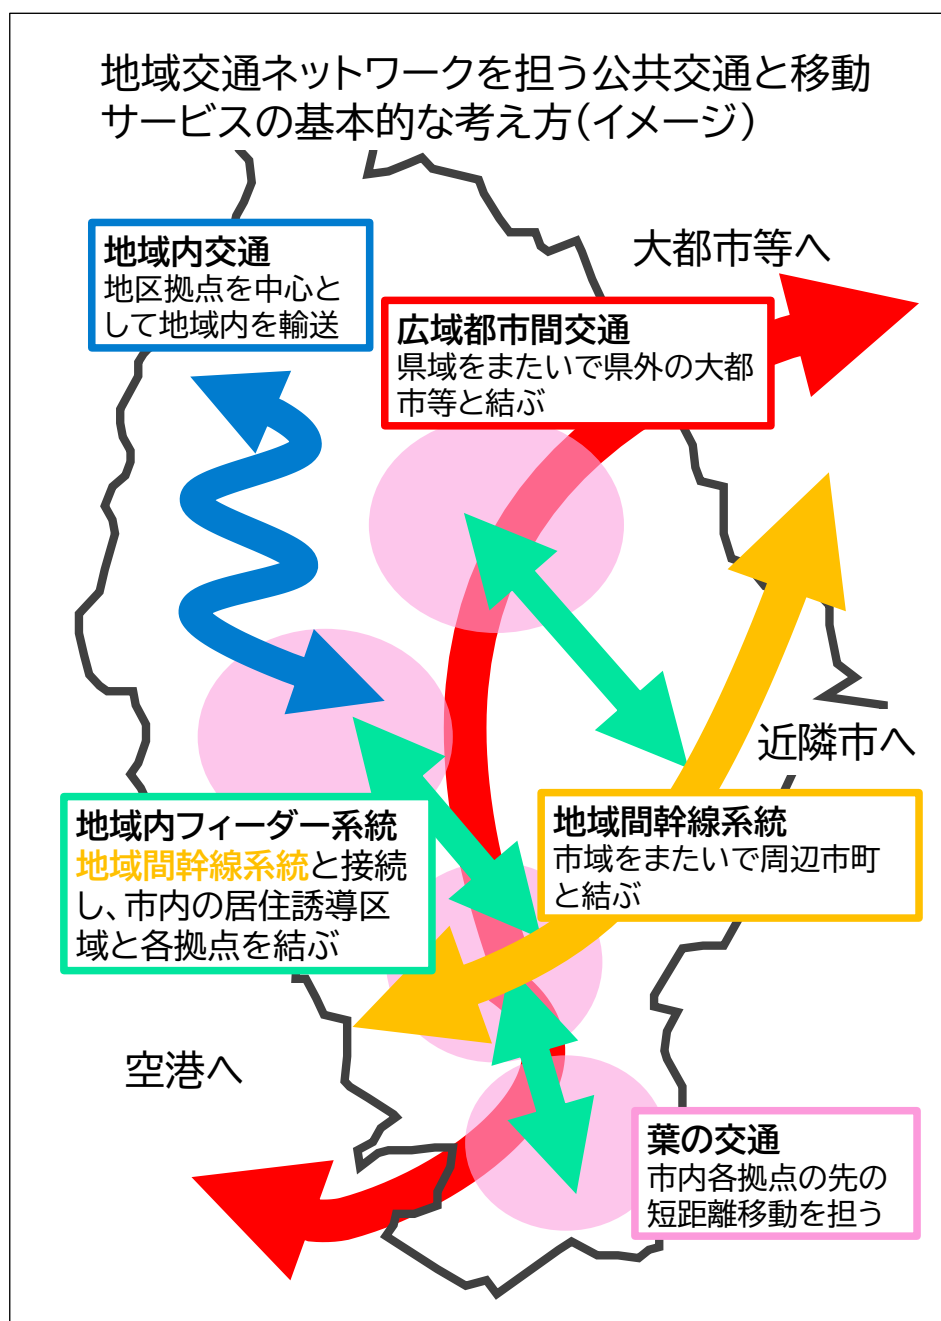 地域交通ネットワークを担う公共交通と移動
サービスの基本的な考え方(イメージ)
大都市等へ
地域内交通
地区拠点を中心と
して地域内を輸送
広域都市間交通
県域をまたいで県外の大都
市等と結ぶ
近隣市へ
地域内フィーダー系統
地域間幹線系統と接続
し、市内の居住誘導区
域と各拠点を結ぶ
地域間幹線系統
市域をまたいで周辺市町
と結ぶ
空港へ
葉の交通
市内各拠点の先の
短距離移動を担う